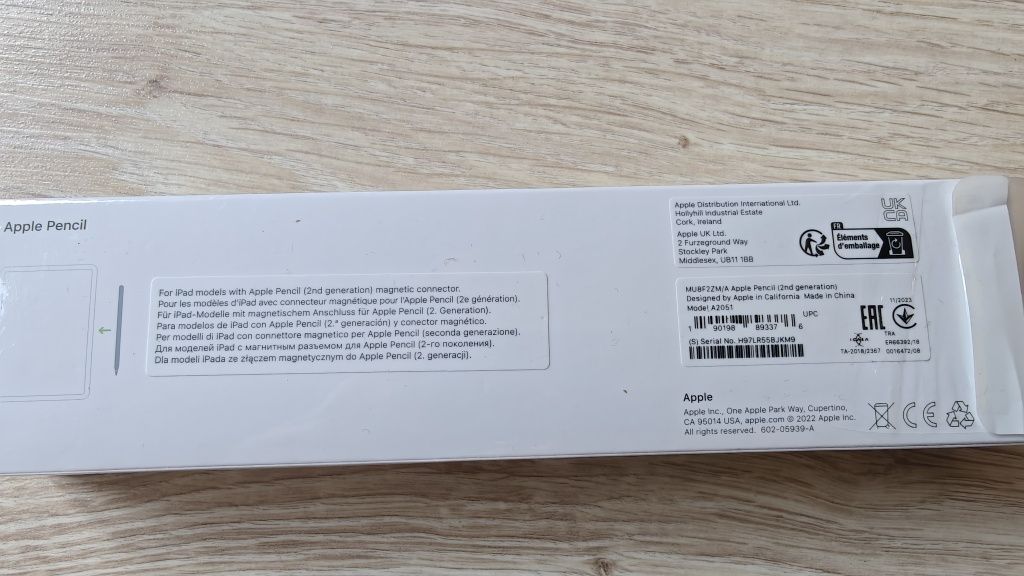 Apple Pencil
For iPad models with Apple Pencil (2nd generation) magnetic connector.
Pour les modèles d'iPad avec connecteur magnétique pour l'Apple Pencil (2e génération).
Für iPad-Modelle mit magnetischem Anschluss für Apple Pencil (2. Generation).
Para modelos de iPad con Apple Pencil (2.ª generación) y conector magnético.
Per modelli di iPad con connettore magnetico per Apple Pencil (seconda generazione).
Для моделей iPad с магнитным разъемом для Apple Pencil (2-го поколения).
Dla modeli iPada ze złączem magnetycznym do Apple Pencil (2. generacji).
Apple Distribution International Ltd.
Hollyhill Industrial Estate
Cork, Ireland
Apple UK Ltd.
2 Furzeground Way
Stockley Park
Middlesex, UB11 1BB
UK
CA
FR
Éléments
d'emballage
MU8F2ZM/A Apple Pencil (2nd generation)
Designed by Apple in California Made in China
Model A2051
UPC
1 90198 89337 6
(S) Serial No. H97LR55BJKM9
11/2023
EAC
TRA
TA-2018/2367
ER66392/18
0016472/08
Apple
Apple Inc., One Apple Park Way, Cupertino,
CA 95014 USA, apple.com © 2022 Apple Inc.
All rights reserved. 602-05939-A
CE